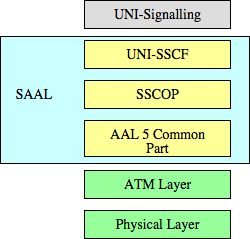 UNI-Signalling
UNI-SSCF
SAAL
SSCOP
AAL 5 Common
Part
ATM Layer
Physical Layer